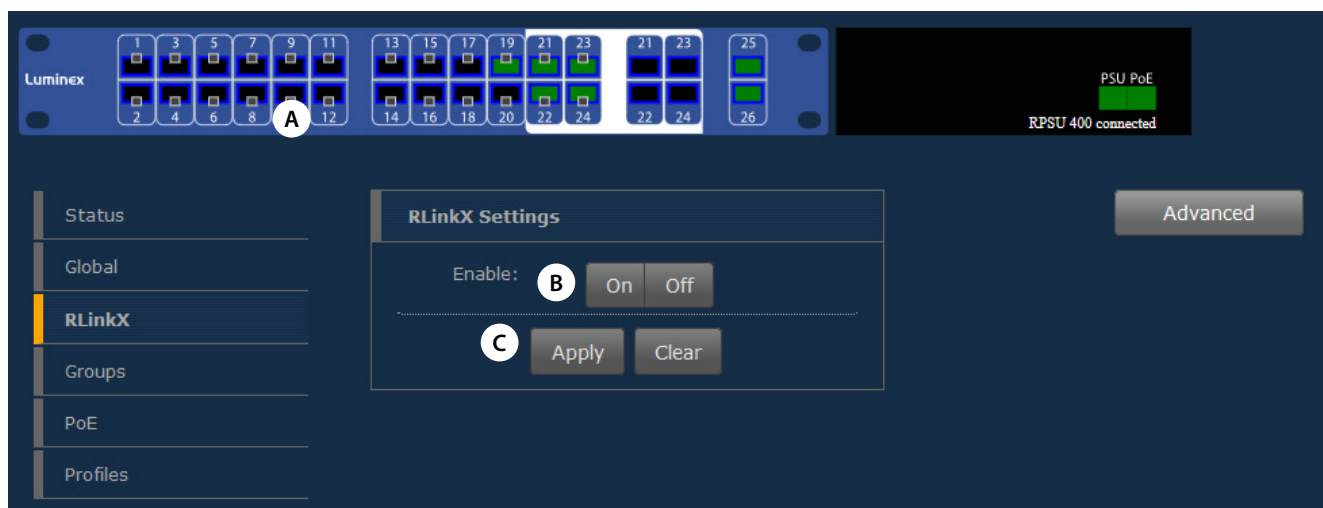 1 3 5 7 9 11 13 15 17 19 21 23 21 23 25
Luminex
PSU PoE
2 4 6 8 A 12 14 16 18 20 22 24 22 24 26
RPSU 400 connected
Status
Global
RLinkX
Groups
PoE
Profiles
RLinkX Settings
Enable: B On Off
C Apply Clear
Advanced